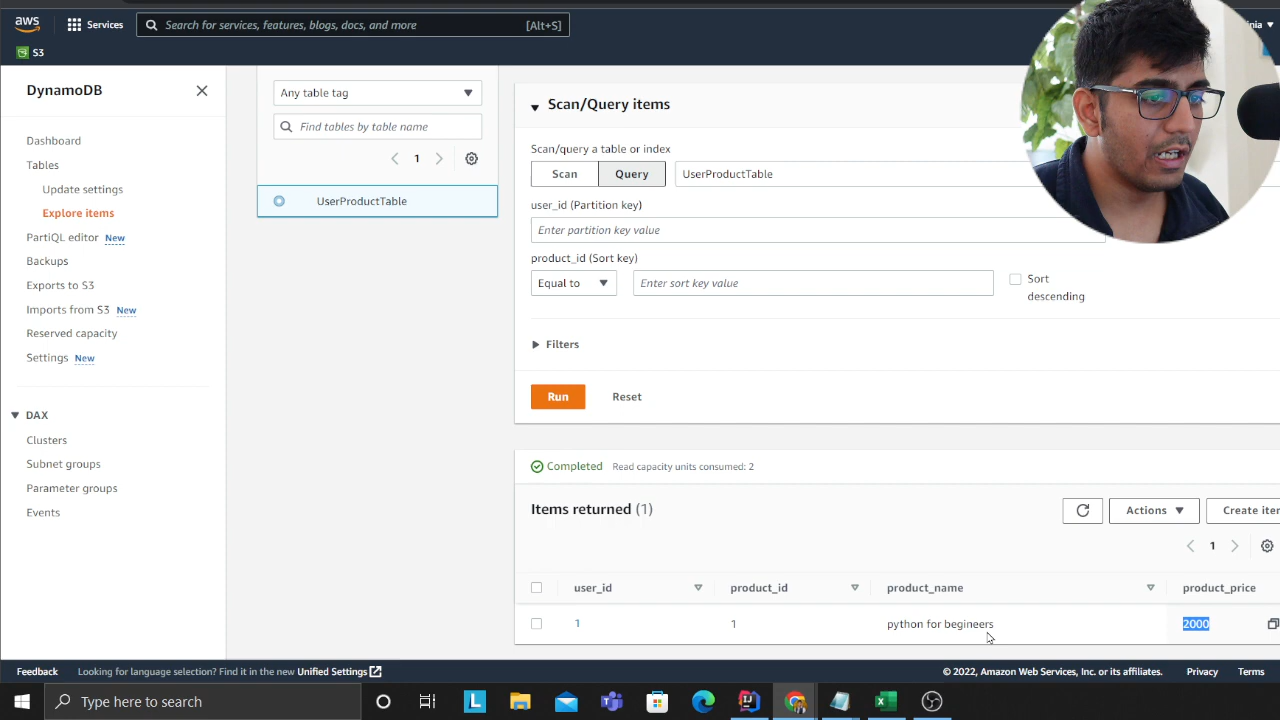 aws
Services
Search for services, features, blogs, docs, and more
[Alt+S]
inia
S3
DynamoDB
Dashboard
Tables
Update settings
Explore items
PartiQL editor New
Backups
Exports to S3
Imports from S3 New
Reserved capacity
Settings New
DAX
Clusters
Subnet groups
Parameter groups
Events
Any table tag
Find tables by table name
1
UserProductTable
Scan/Query items
Scan/query a table or index
Scan
Query
UserProductTable
user_id (Partition key)
Enter partition key value
product_id (Sort key)
Equal to
Enter sort key value
Sort
descending
Filters
Run
Reset
Completed
Read capacity units consumed: 2
Items returned (1)
Actions
Create iter
1
user_id product_id product_name product_price
1 1 python for begineers 2000
Feedback
Looking for language selection? Find it in the new Unified Settings
© 2022, Amazon Web Services, Inc. or its affiliates.
Privacy
Terms
Type here to search